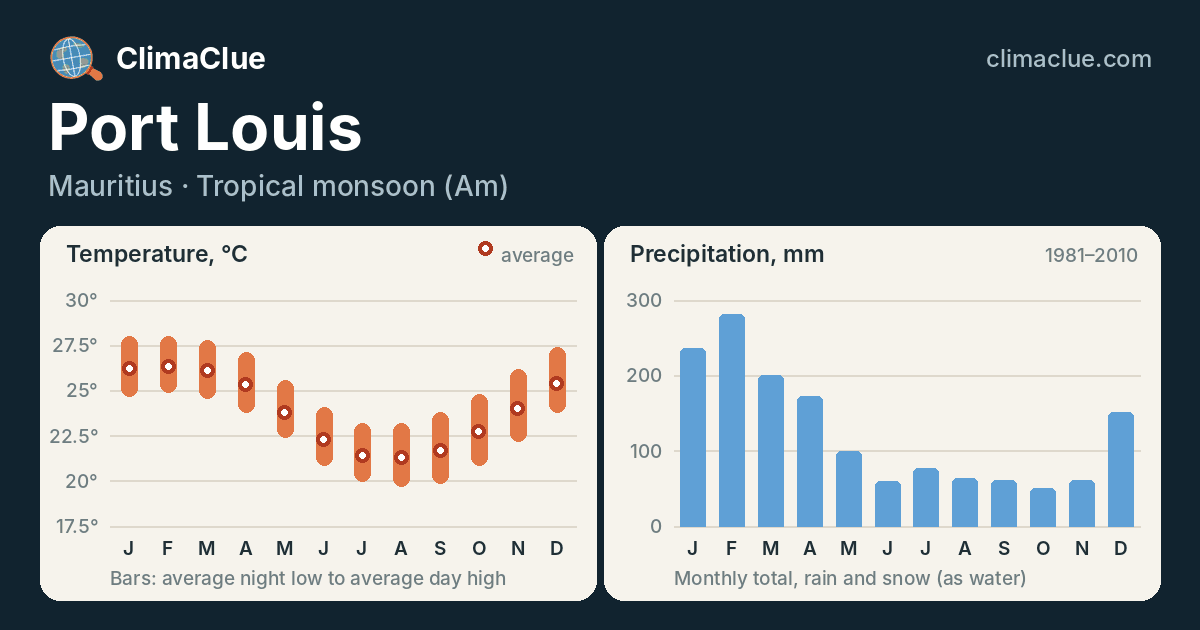 ClimaClue
climaclue.com
Port Louis
Mauritius · Tropical monsoon (Am)
Temperature, °C
average
30°
27.5°
25°
22.5°
20°
17.5°
J F M A M J J A S O N D
Bars: average night low to average day high
Precipitation, mm
1981–2010
300
200
100
0
J F M A M J J A S O N D
Monthly total, rain and snow (as water)